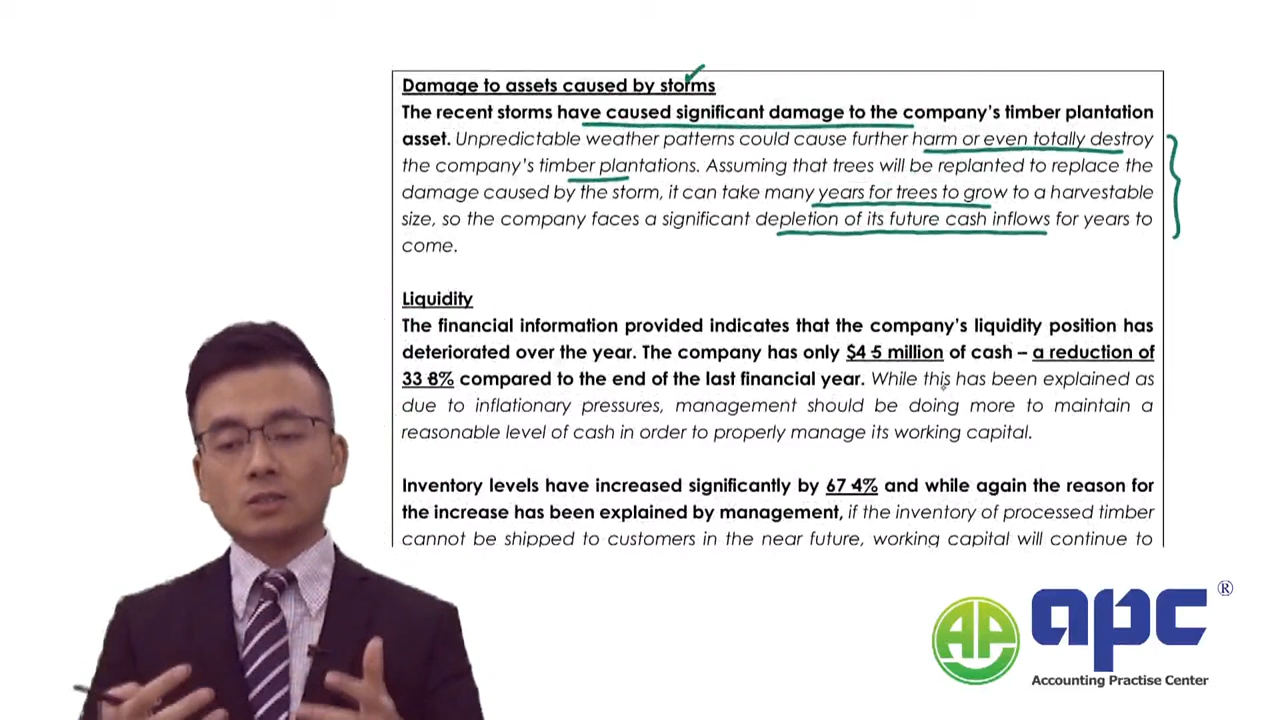 Damage to assets caused by storms
The recent storms have caused significant damage to the company's timber plantation
asset. Unpredictable weather patterns could cause further harm or even totally destroy
the company's timber plantations. Assuming that trees will be replanted to replace the
damage caused by the storm, it can take many years for trees to grow to a harvestable
size, so the company faces a significant depletion of its future cash inflows for years to
come.
Liquidity
The financial information provided indicates that the company's liquidity position has
deteriorated over the year. The company has only $4·5 million of cash – a reduction of
33·8% compared to the end of the last financial year. While this has been explained as
due to inflationary pressures, management should be doing more to maintain a
reasonable level of cash in order to properly manage its working capital.
Inventory levels have increased significantly by 67·4% and while again the reason for
the increase has been explained by management, if the inventory of processed timber
cannot be shipped to customers in the near future, working capital will continue to
AP
apc®
Accounting Practise Center